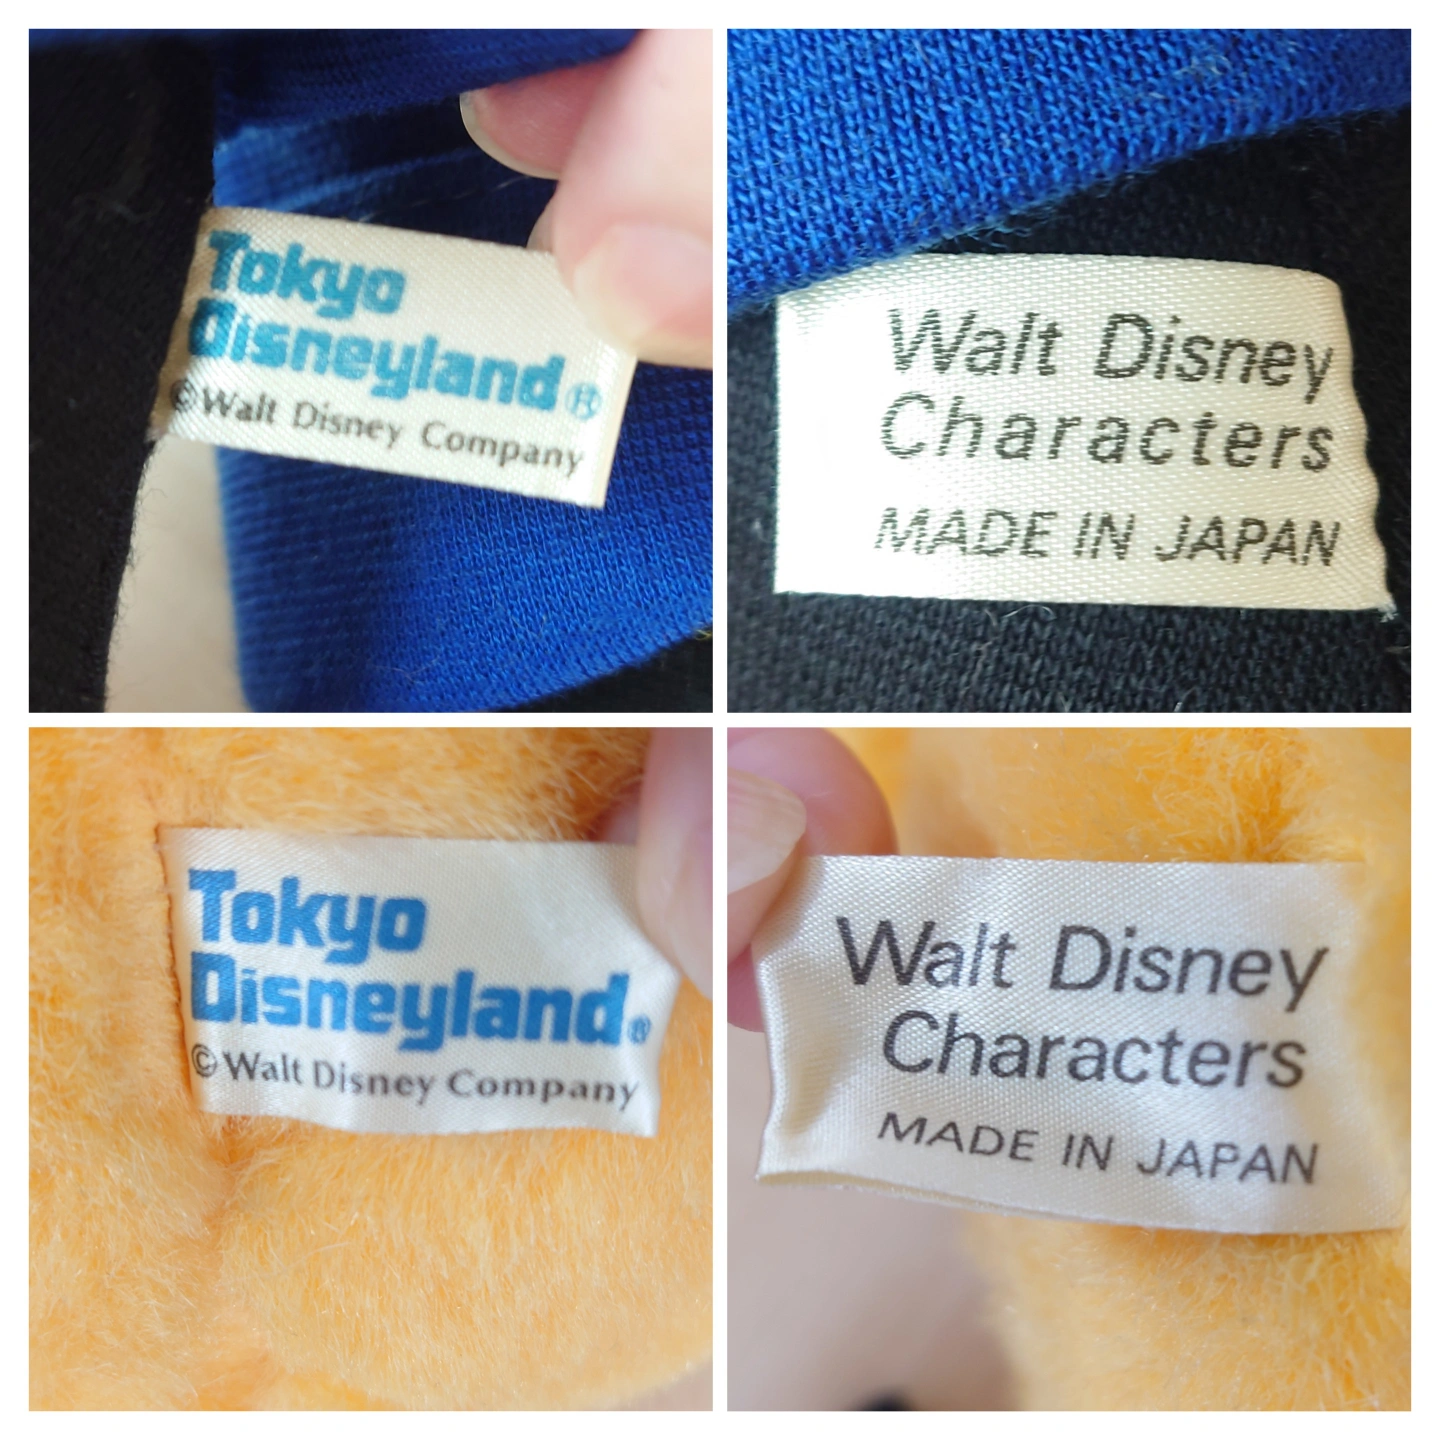 Tokyo
Disneyland®
©Walt Disney Company
Walt Disney
Characters
MADE IN JAPAN
Tokyo
Disneyland®
©Walt Disney Company
Walt Disney
Characters
MADE IN JAPAN